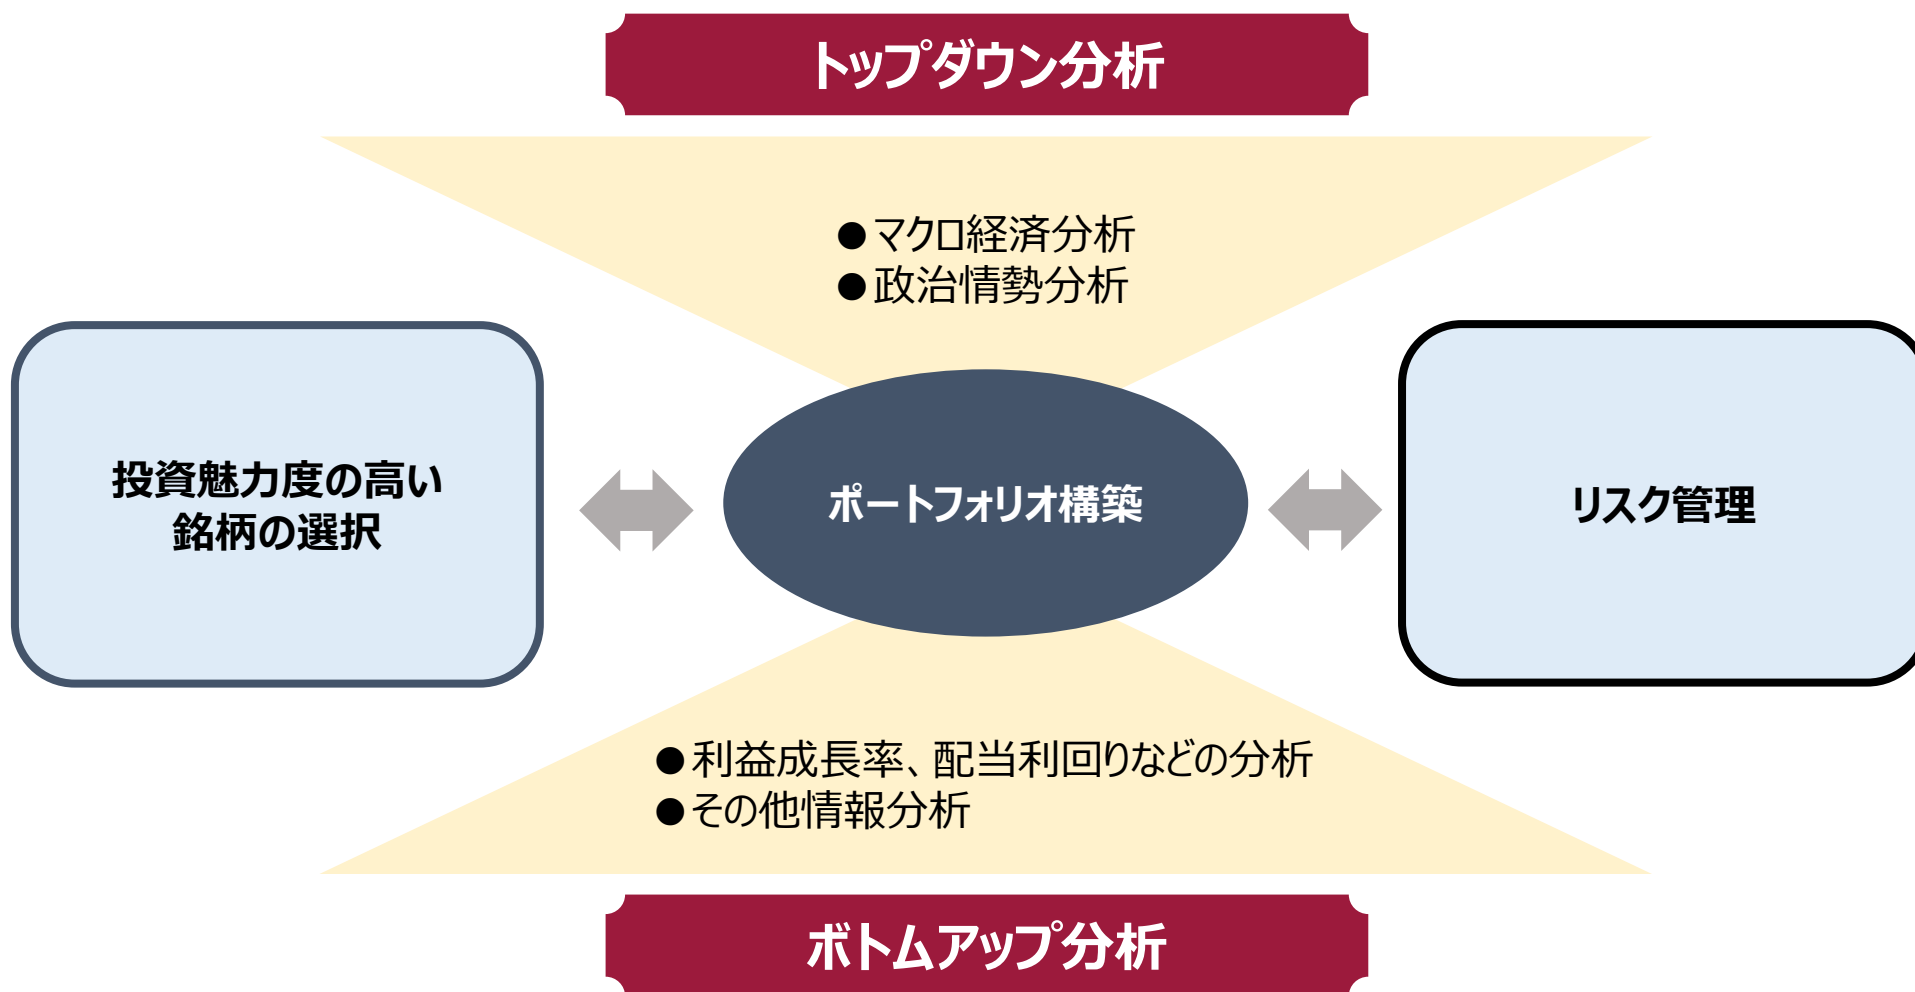 トップダウン分析
●マクロ経済分析
●政治情勢分析
投資魅力度の高い
銘柄の選択
ポートフォリオ構築
リスク管理
●利益成長率、配当利回りなどの分析
●その他情報分析
ボトムアップ分析